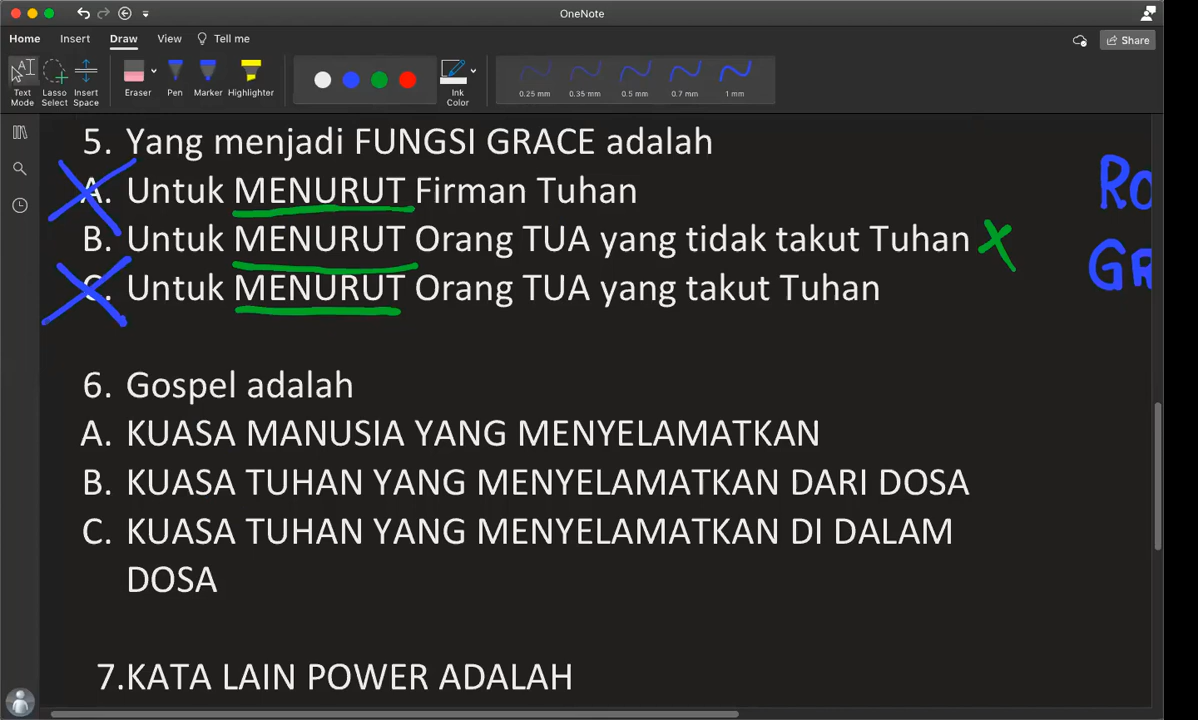 OneNote
Home Insert Draw View Tell me
Share
Text Mode
Lasso Select
Insert Space
Eraser
Pen
Marker
Highlighter
Ink Color
0.25 mm
0.35 mm
0.5 mm
0.7 mm
1 mm
5. Yang menjadi FUNGSI GRACE adalah
A. Untuk MENURUT Firman Tuhan
B. Untuk MENURUT Orang TUA yang tidak takut Tuhan X
C. Untuk MENURUT Orang TUA yang takut Tuhan
6. Gospel adalah
A. KUASA MANUSIA YANG MENYELAMATKAN
B. KUASA TUHAN YANG MENYELAMATKAN DARI DOSA
C. KUASA TUHAN YANG MENYELAMATKAN DI DALAM
DOSA
7.KATA LAIN POWER ADALAH